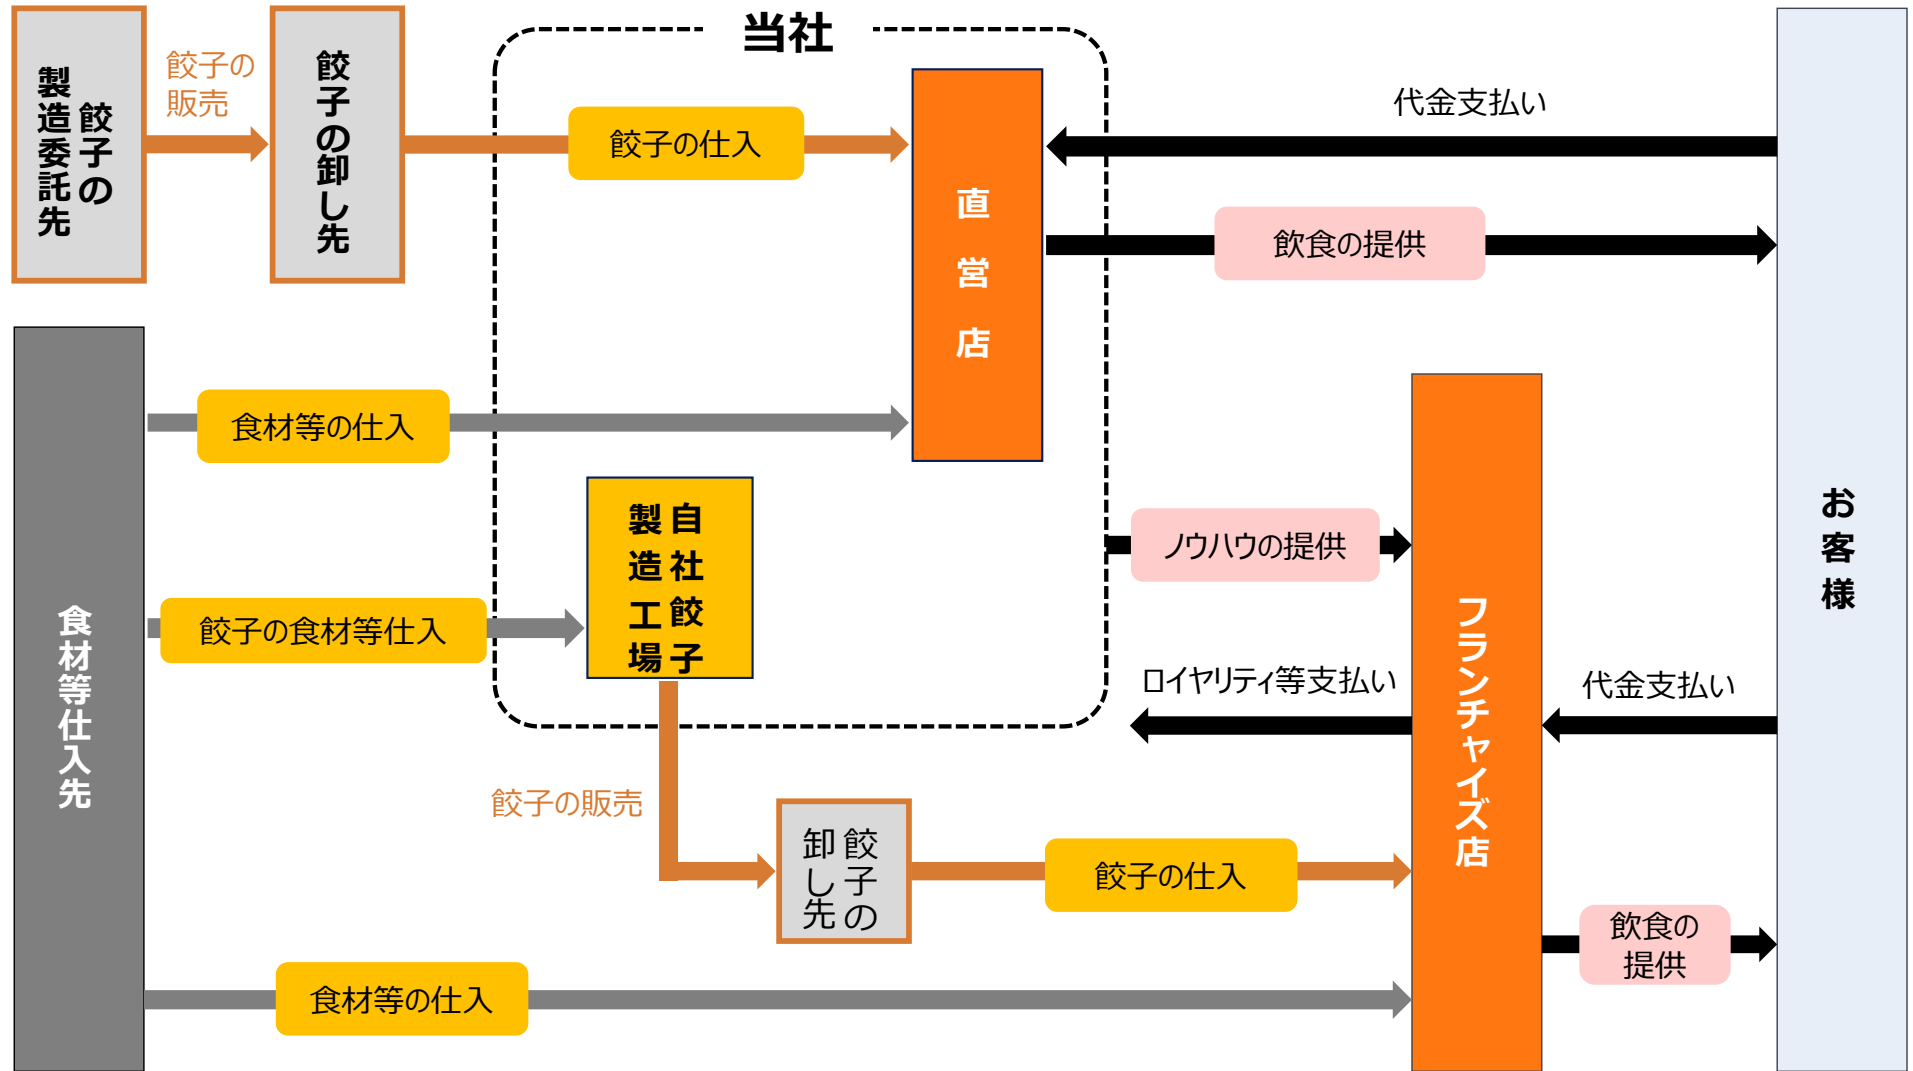 当社
餃子の
製造委託先
餃子の
販売
餃子の卸し先
餃子の仕入
直営店
代金支払い
飲食の提供
お客様
食材等仕入先
食材等の仕入
餃子の食材等仕入
自社餃子
製造工場
ノウハウの提供
ロイヤリティ等支払い
代金支払い
フランチャイズ店
餃子の販売
餃子の
卸し先
餃子の仕入
飲食の
提供
食材等の仕入